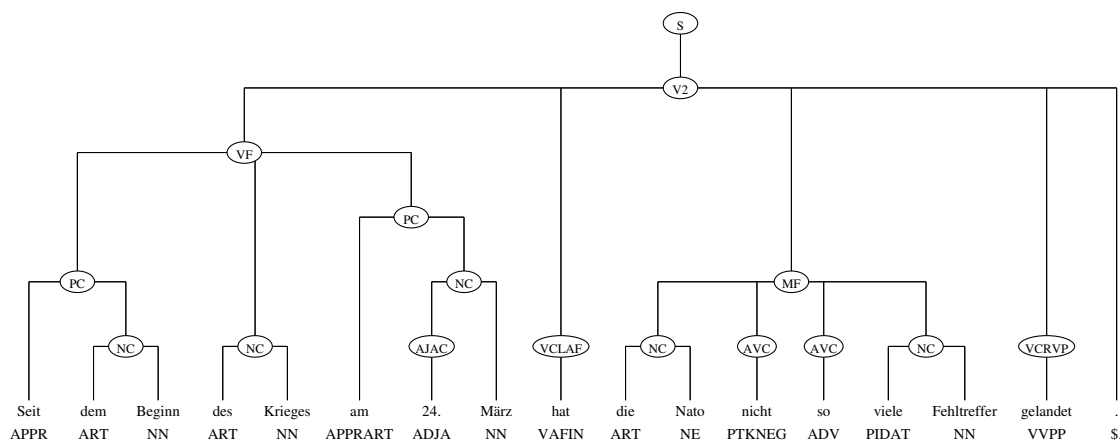 S
V2
VF
PC
PC NC MF
NC NC AJAC VCLAF NC AVC AVC NC VCRVP
Seit dem Beginn des Krieges am 24. März hat die Nato nicht so viele Fehltreffer gelandet .
APPR ART NN ART NN APPRART ADJA NN VAFIN ART NE PTKNEG ADV PIDAT NN VVPP $